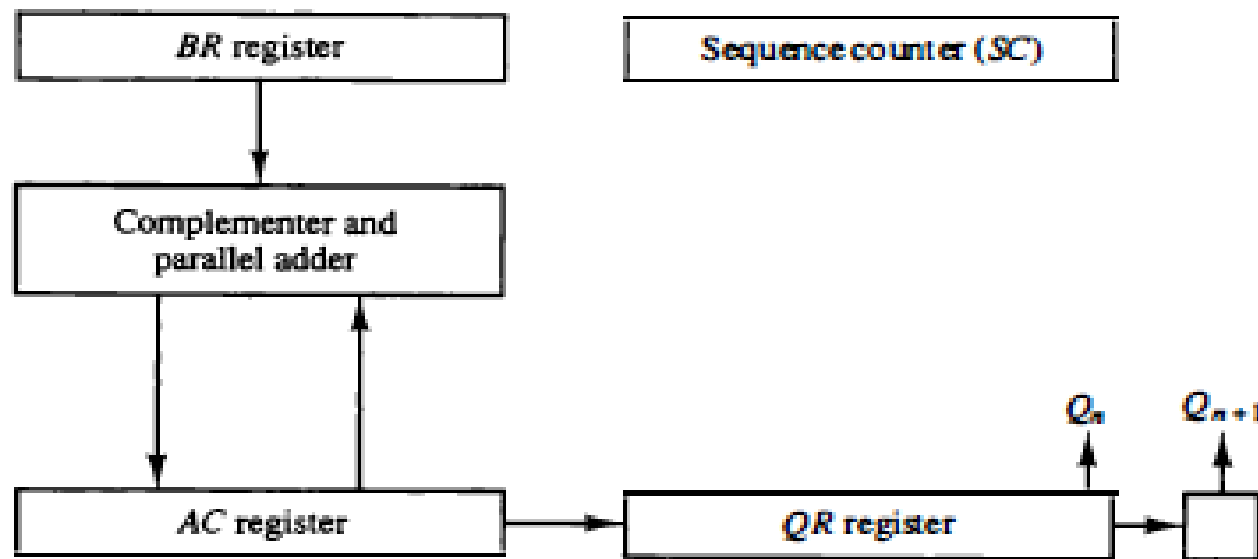 BR register
Sequence counter (SC)
Complementer and
parallel adder
Qn
Qn + 1
AC register
QR register